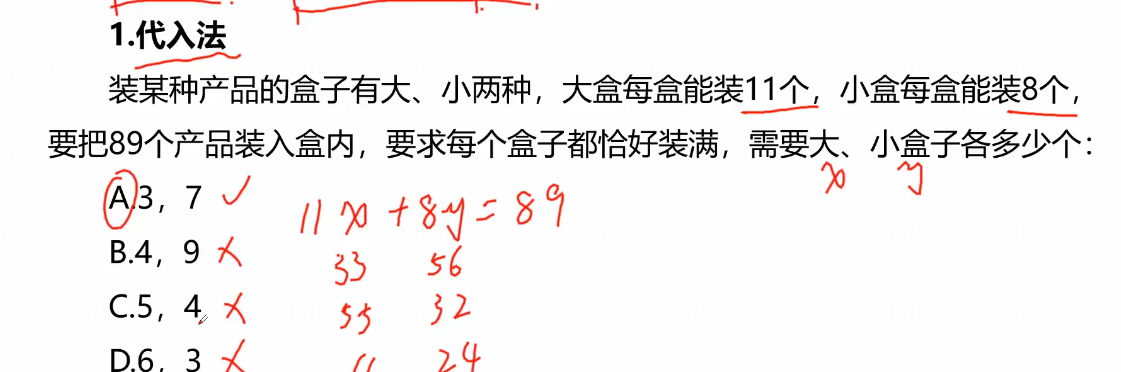 1.代入法
装某种产品的盒子有大、小两种，大盒每盒能装11个，小盒每盒能装8个，
要把89个产品装入盒内，要求每个盒子都恰好装满，需要大、小盒子各多少个：
x y
A.3，7 ✓ 11x+8y=89
B.4，9 × 33 56
C.5，4 × 55 32
D.6，3 × 24